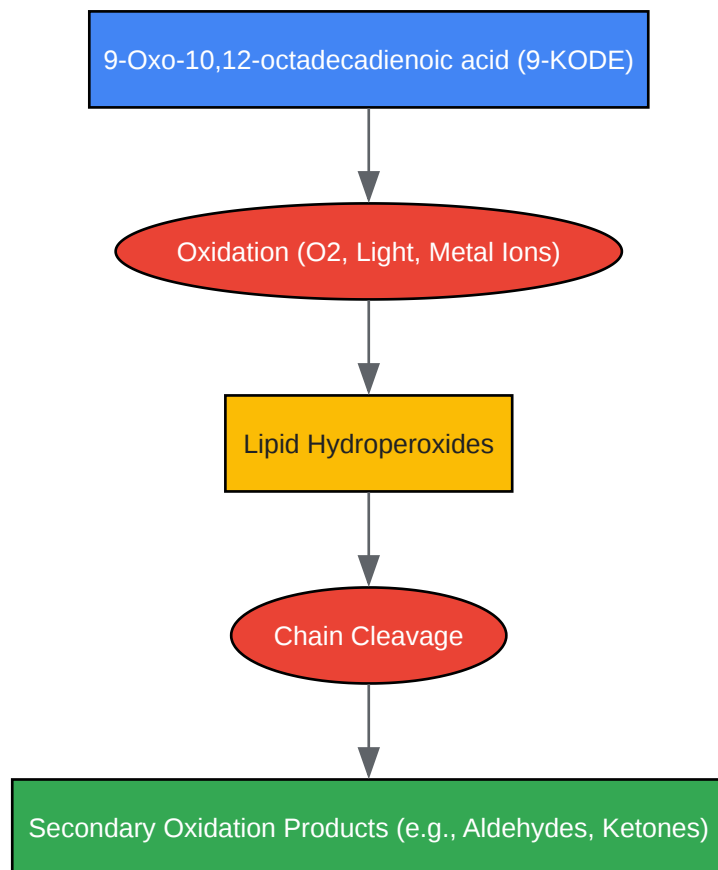 9-Oxo-10,12-octadecadienoic acid (9-KODE)
Oxidation (O2, Light, Metal Ions)
Lipid Hydroperoxides
Chain Cleavage
Secondary Oxidation Products (e.g., Aldehydes, Ketones)